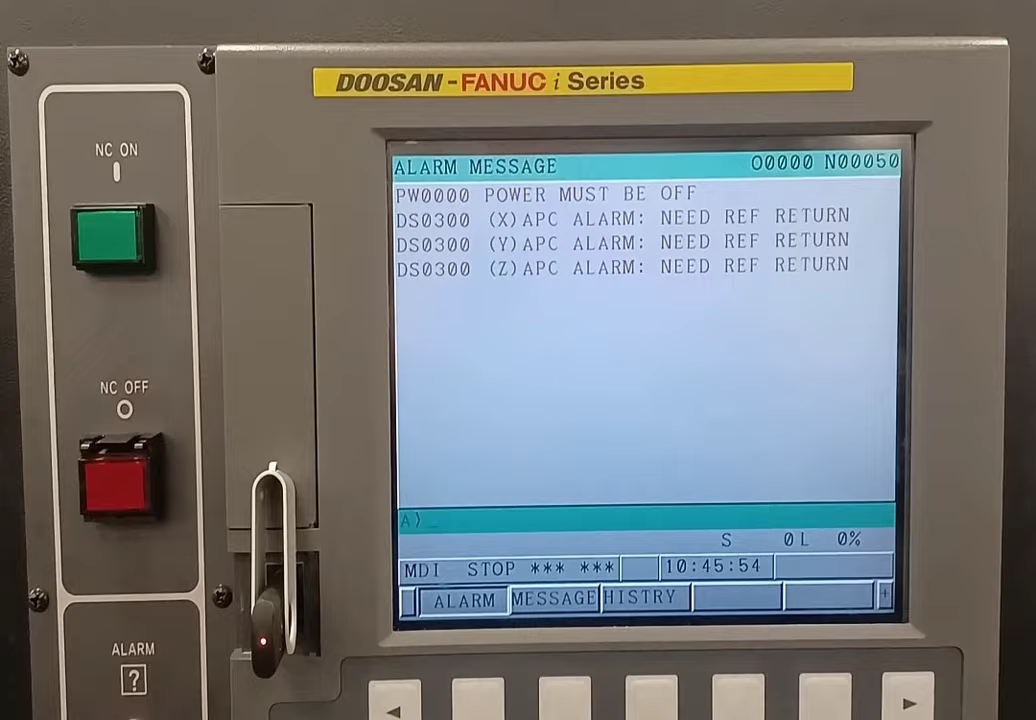 DOOSAN -FANUC i Series
NC ON
ALARM MESSAGE O0000 N00050
PW0000 POWER MUST BE OFF
DS0300 (X)APC ALARM: NEED REF RETURN
DS0300 (Y)APC ALARM: NEED REF RETURN
DS0300 (Z)APC ALARM: NEED REF RETURN
NC OFF
A)_
S 0 L 0%
MDI STOP *** *** 10:45:54
ALARM MESSAGE HISTRY +
ALARM
?